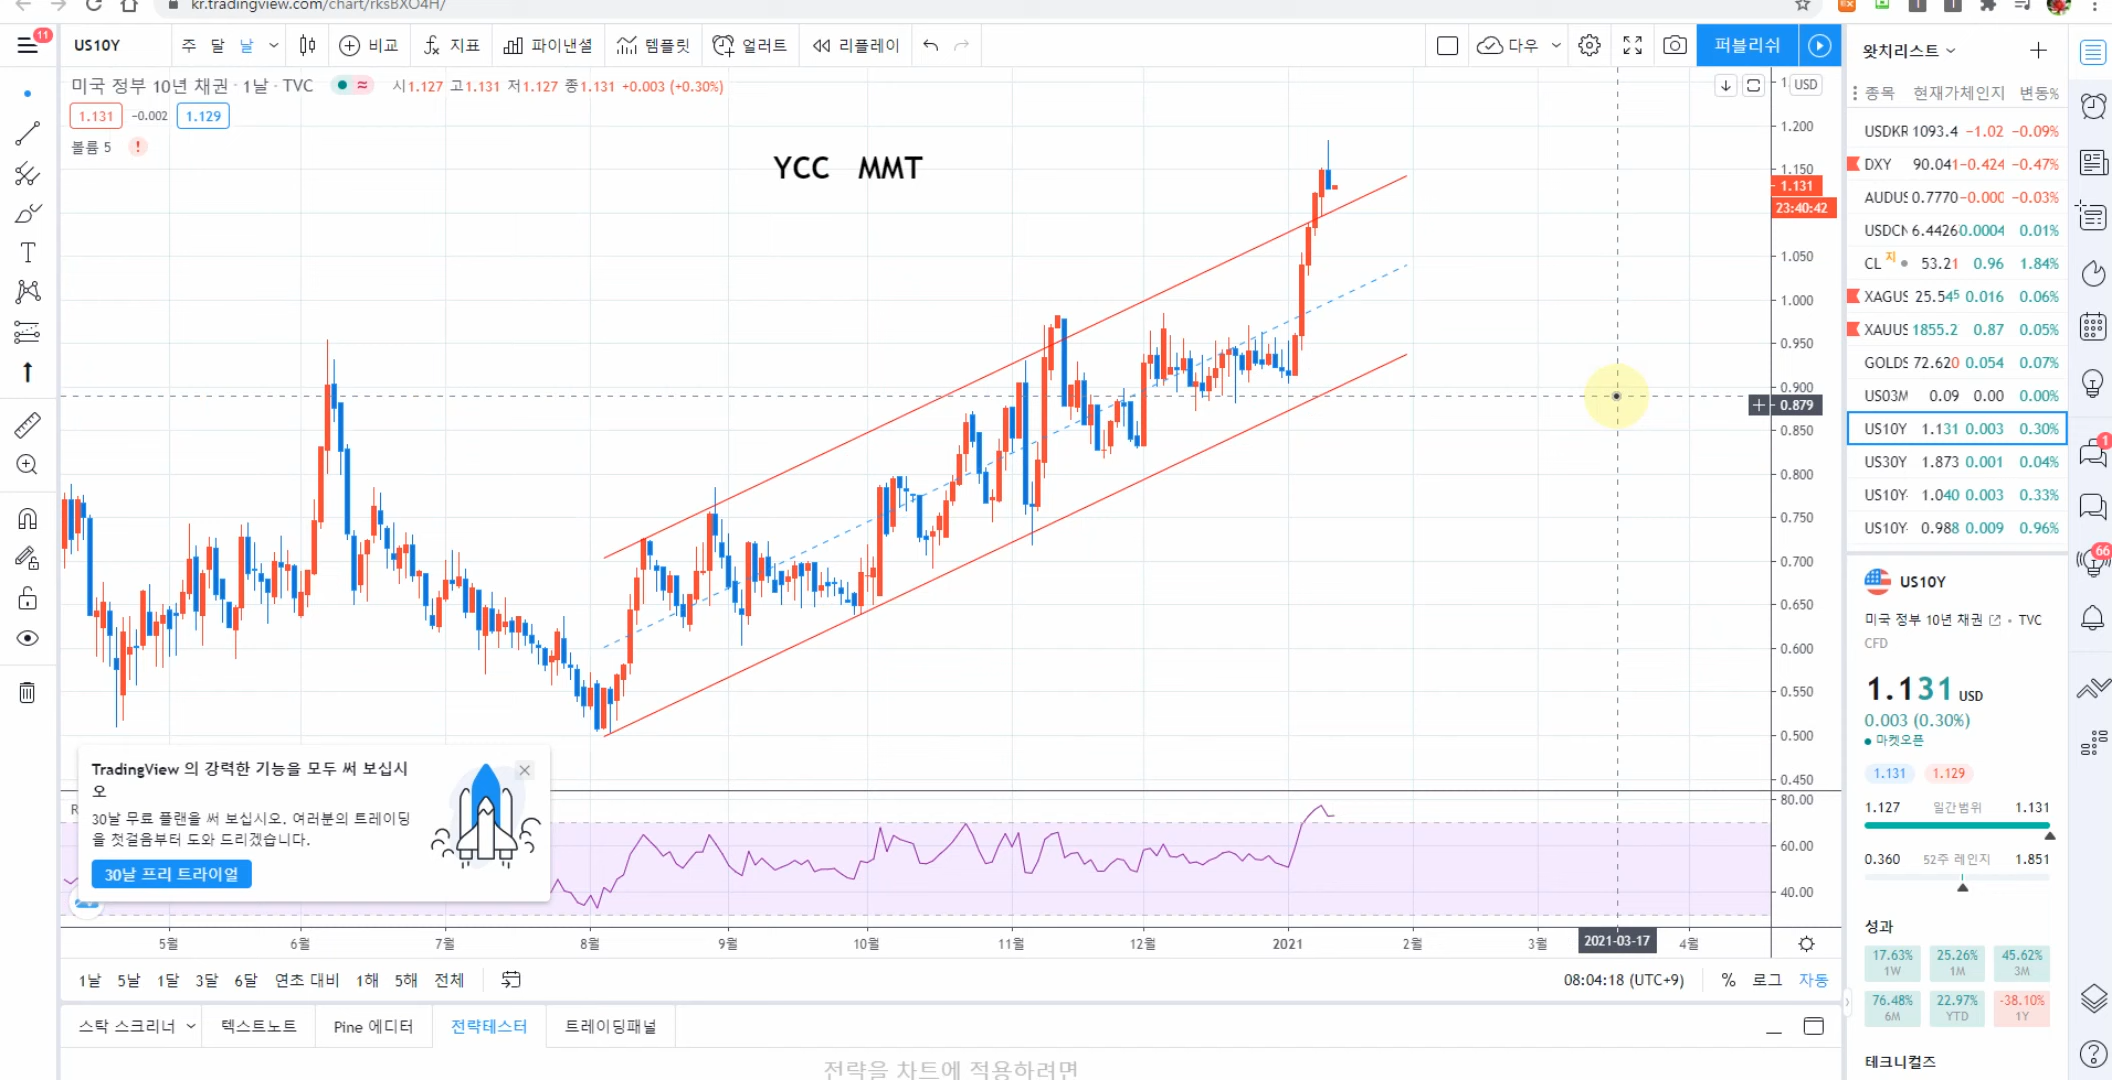 kr.tradingview.com/chart/rksBXO4H/
11
US10Y 주 달 날 비교 지표 파이낸셜 템플릿 얼러트 리플레이 다우 퍼블리쉬
미국 정부 10년 채권 · 1날 · TVC 시1.127 고1.131 저1.127 종1.131 +0.003 (+0.30%)
1.131 −0.002 1.129
볼륨 5 !
YCC MMT
USD
1.200
1.150
1.131
23:40:42
1.050
1.000
0.950
0.900
0.879
0.850
0.800
0.750
0.700
0.650
0.600
0.550
0.500
0.450
80.00
60.00
40.00
TradingView 의 강력한 기능을 모두 써 보십시
오
30날 무료 플랜을 써 보십시오. 여러분의 트레이딩
을 첫걸음부터 도와 드리겠습니다.
30날 프리 트라이얼
5월 6월 7월 8월 9월 10월 11월 12월 2021 2월 3월 2021-03-17 4월
1날 5날 1달 3달 6달 연초 대비 1해 5해 전체 08:04:18 (UTC+9) % 로그 자동
스탁 스크리너 텍스트노트 Pine 에디터 전략테스터 트레이딩패널
전략을 차트에 적용하려면
왓치리스트
종목 현재가 체인지 변동%
USDKR 1093.4 −1.02 −0.09%
DXY 90.041 −0.424 −0.47%
AUDUS 0.7770 −0.000 −0.03%
USDCN 6.4426 0.0004 0.01%
CL 지 53.21 0.96 1.84%
XAGUS 25.545 0.016 0.06%
XAUUS 1855.2 0.87 0.05%
GOLDS 72.620 0.054 0.07%
US03M 0.09 0.00 0.00%
US10Y 1.131 0.003 0.30%
US30Y 1.873 0.001 0.04%
US10Y- 1.040 0.003 0.33%
US10Y- 0.988 0.009 0.96%
US10Y
미국 정부 10년 채권 • TVC
CFD
1.131 USD
0.003 (0.30%)
마켓오픈
1.131 1.129
1.127 일간범위 1.131
0.360 52주 레인지 1.851
성과
17.63% 25.26% 45.62%
1W 1M 3M
76.48% 22.97% -38.10%
6M YTD 1Y
테크니컬즈
1
66